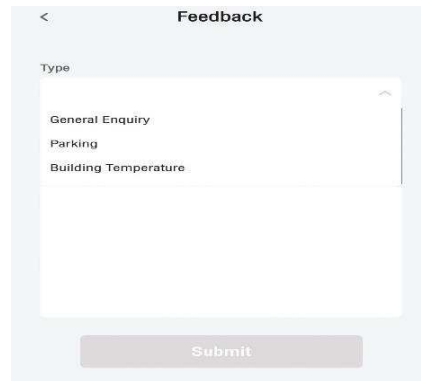 < Feedback
Type
General Enquiry
Parking
Building Temperature
Submit